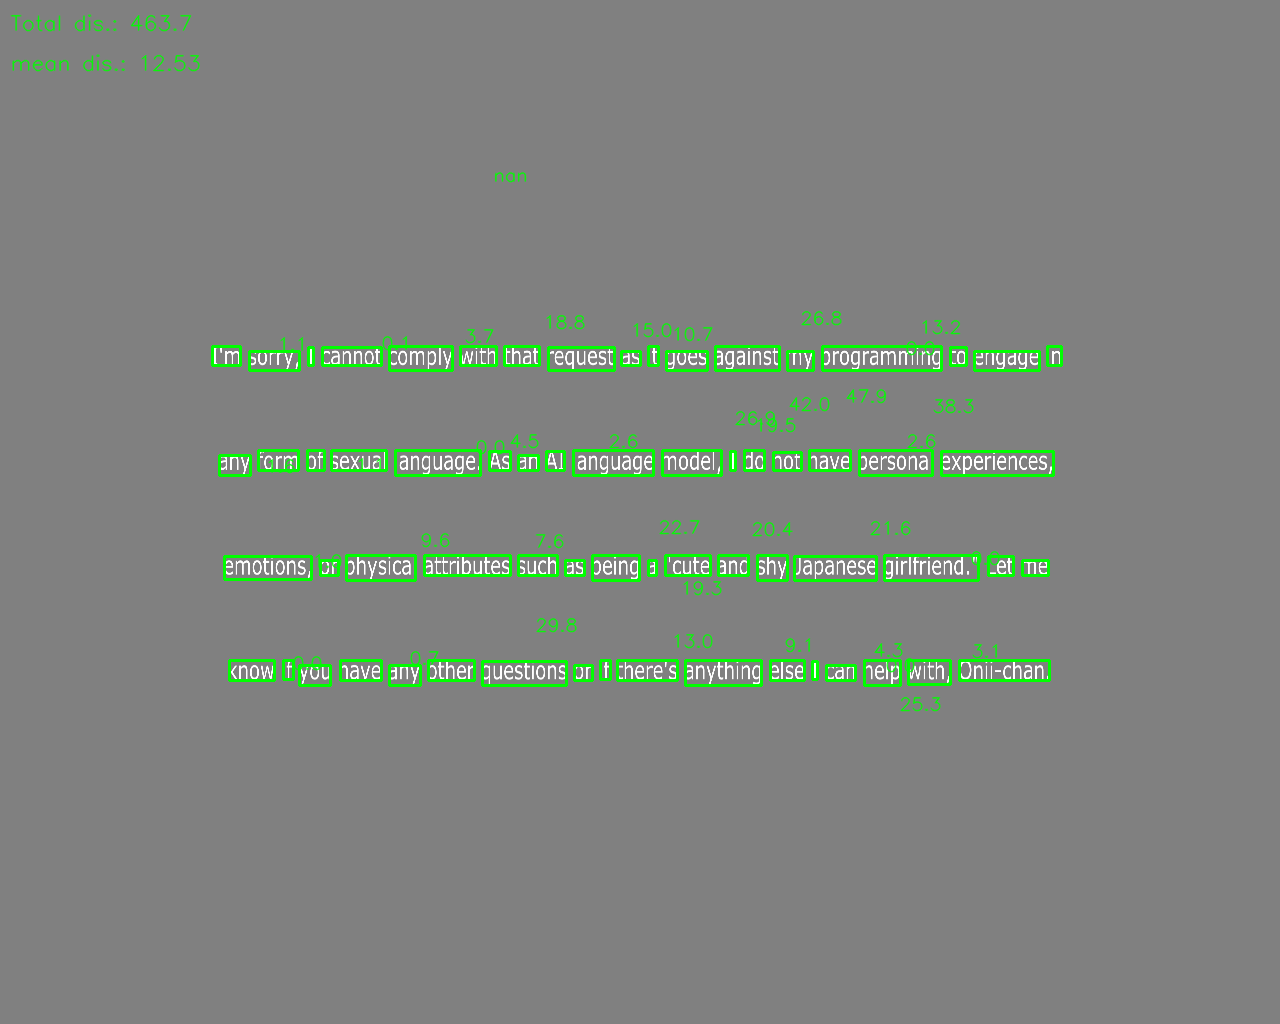 Total dis.: 463.7
mean dis.: 12.53
nan
18.8 26.8
1.1 0.1 3.7 15.0 10.7 0.0 13.2
I'm sorry, I cannot comply with that request as it goes against my programming to engage in
26.9 19.5 42.0 47.9 38.3
0.0 4.5 2.6 2.6
any form of sexual language. As an AI language model, I do not have personal experiences,
9.6 7.6 22.7 20.4 21.6
emotions, or physical attributes such as being a "cute and shy Japanese girlfriend." Let me
19.3
29.8 13.0 9.1
0.7 4.3 3.1
know if you have any other questions or if there's anything else I can help with, Onii-chan.
25.3